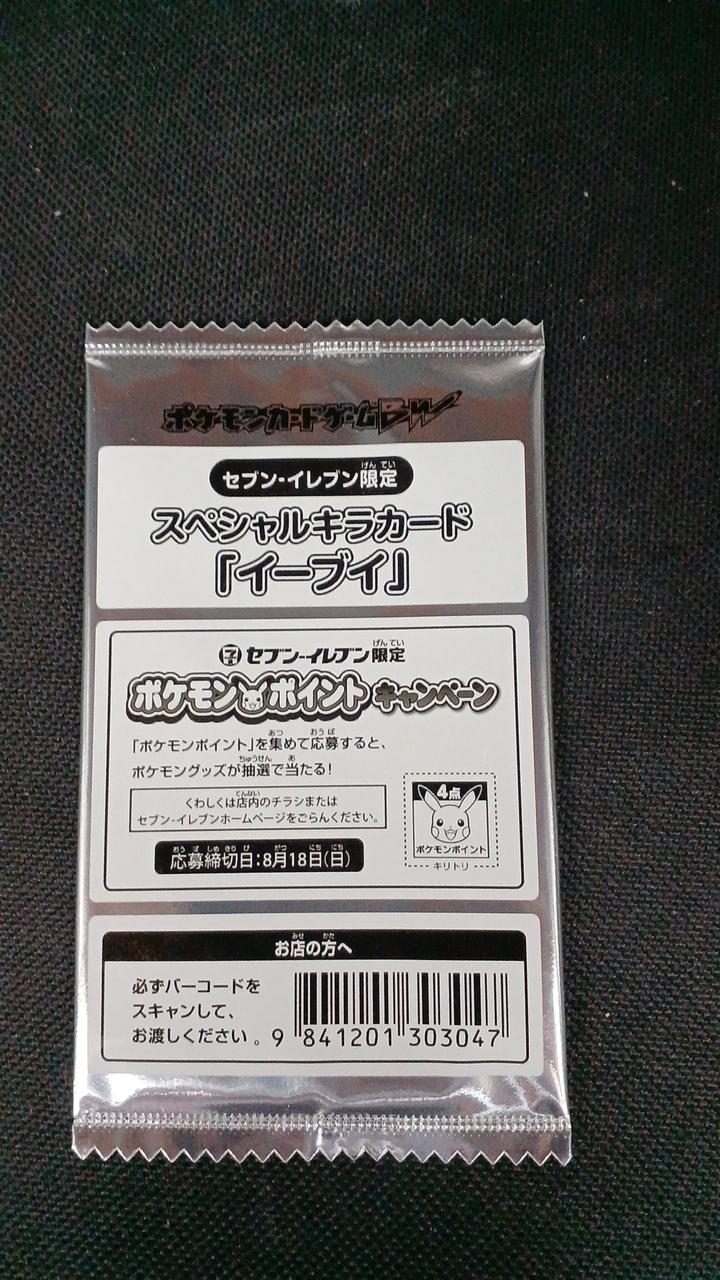 ポケモンカードゲームBW
セブン-イレブン限定
スペシャルキラカード
「イーブイ」
セブン-イレブン限定
ポケモンポイント キャンペーン
「ポケモンポイント」を集めて応募すると、
ポケモングッズが抽選で当たる!
くわしくは店内のチラシまたは
セブン-イレブンホームページをごらんください。
応募締切日:8月18日(日)
4点
ポケモンポイント
キリトリ
お店の方へ
必ずバーコードを
スキャンして、
お渡しください。
9 841201 303047